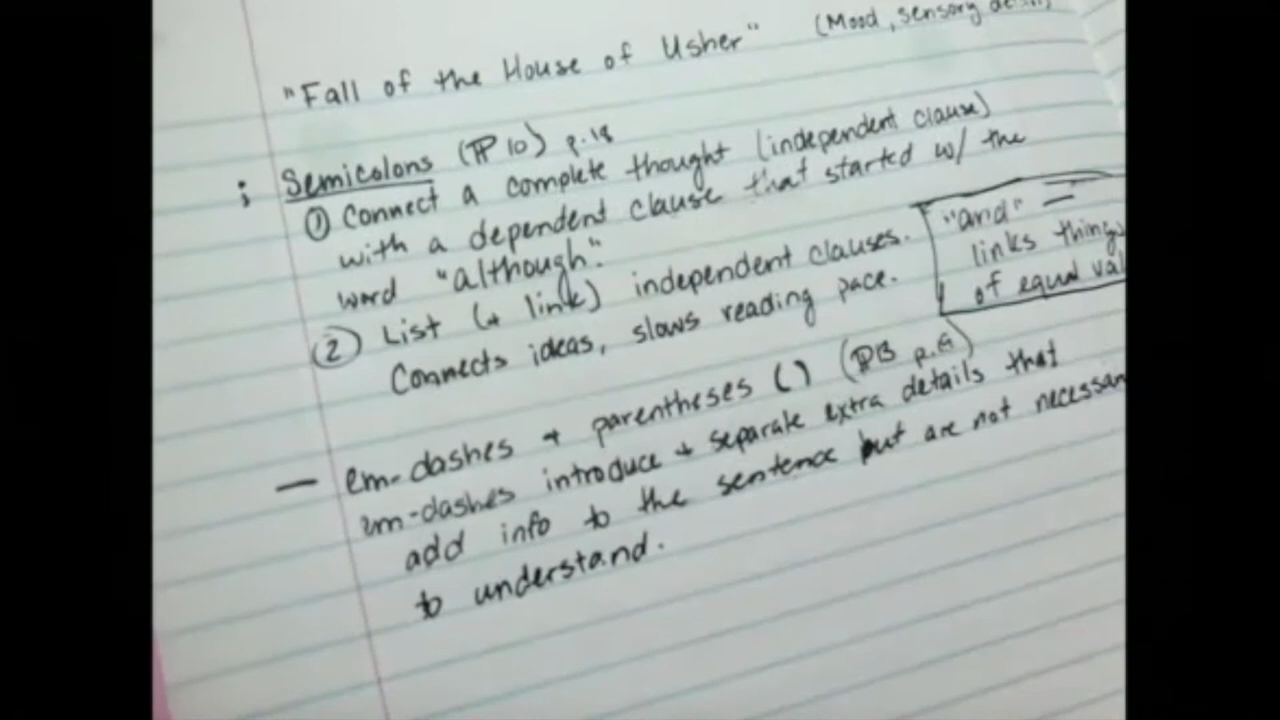 "Fall of the House of Usher" (Mood, sensory
Semicolons (¶ 10) p.18
; ① Connect a complete thought (independent clause)
with a dependent clause that started w/ the
word "although".
② List (+ link) independent clauses.
Connects ideas, slows reading pace.
"and" =
links things
of equal val
— em-dashes + parentheses () (
em-dashes introduce + separate extra details that
add info to the sentence but are not necessary
to understand.